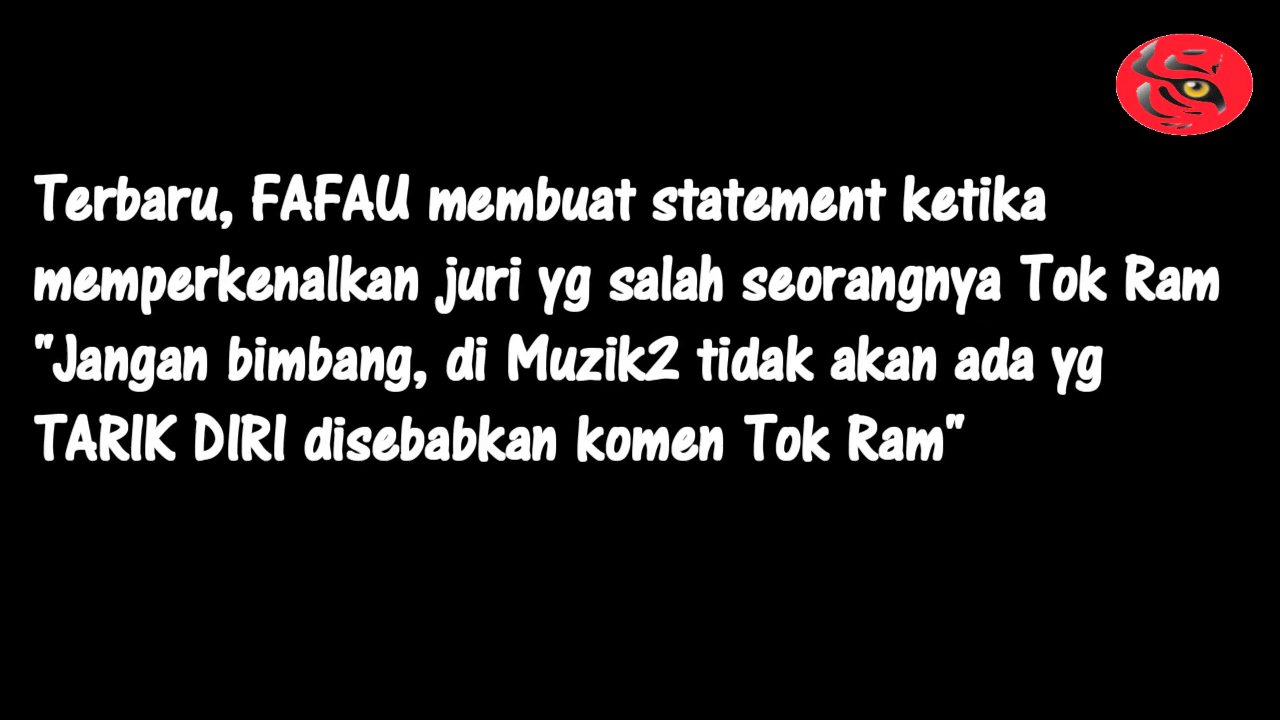 Terbaru, FAFAU membuat statement ketika
memperkenalkan juri yg salah seorangnya Tok Ram
"Jangan bimbang, di Muzik2 tidak akan ada yg
TARIK DIRI disebabkan komen Tok Ram"